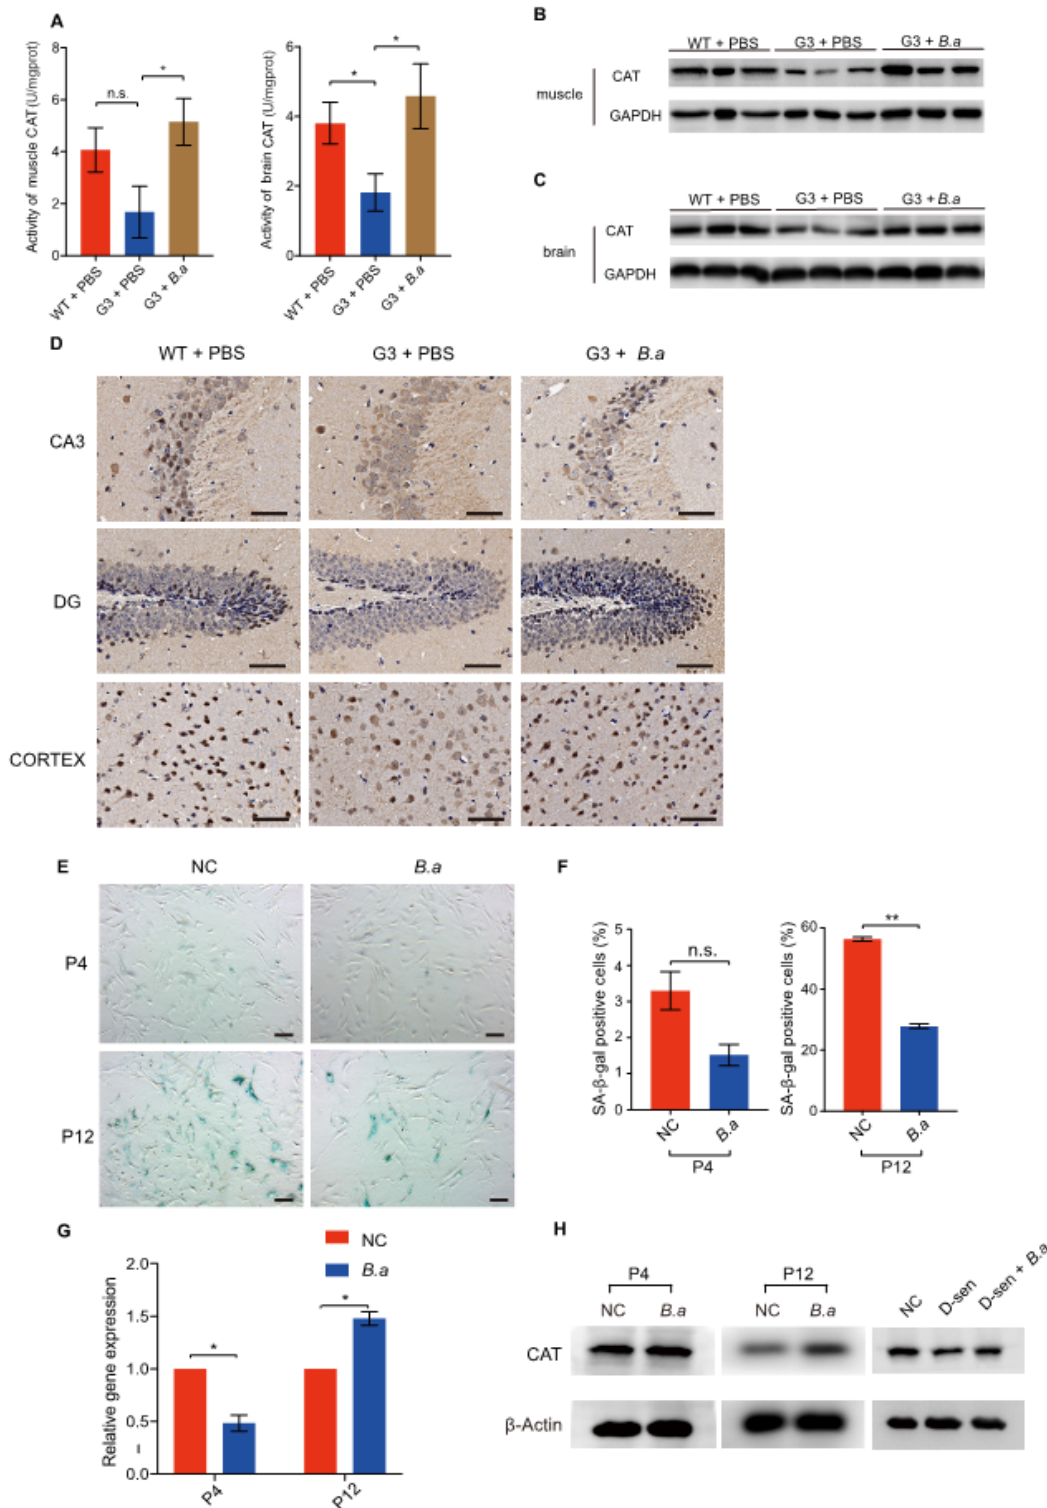 A
Activity of muscle CAT (U/mgprot)
8
6
4
2
0
n.s.
*
WT + PBS
G3 + PBS
G3 + B.a
Activity of brain CAT (U/mgprot)
6
4
2
0
*
*
WT + PBS
G3 + PBS
G3 + B.a
B
WT + PBS G3 + PBS G3 + B.a
muscle
CAT
GAPDH
C
WT + PBS G3 + PBS G3 + B.a
brain
CAT
GAPDH
D
WT + PBS G3 + PBS G3 + B.a
CA3
DG
CORTEX
E
NC B.a
P4
P12
F
SA-β-gal positive cells (%)
5
4
3
2
1
0
n.s.
NC B.a
P4
SA-β-gal positive cells (%)
60
40
20
0
**
NC B.a
P12
G
NC
B.a
Relative gene expression
2.0
1.5
1.0
0.5
0.0
*
*
P4 P12
H
P4 P12
NC B.a NC B.a NC D-sen D-sen + B.a
CAT
β-Actin